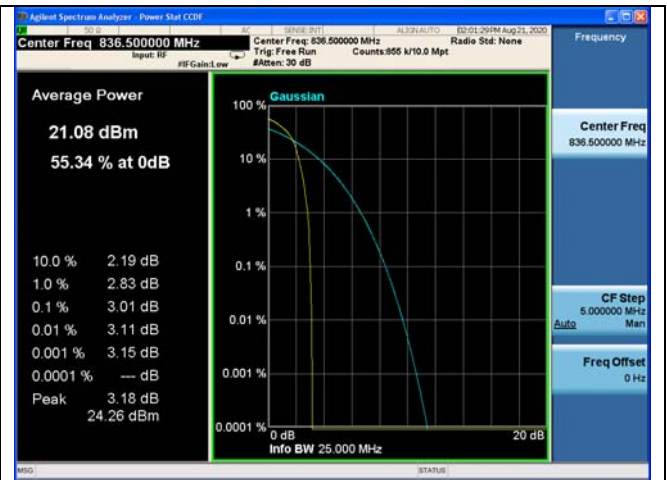 Agilent Spectrum Analyzer - Power Stat CCDF
50 Ω AC SENSE:INT ALIGN AUTO 02:01:29 PM Aug 21, 2020
Center Freq 836.500000 MHz Center Freq: 836.500000 MHz Radio Std: None
Input: RF Trig: Free Run Counts:855 k/10.0 Mpt
#IFGain:Low #Atten: 30 dB
Frequency
Average Power
21.08 dBm
55.34 % at 0dB
10.0 % 2.19 dB
1.0 % 2.83 dB
0.1 % 3.01 dB
0.01 % 3.11 dB
0.001 % 3.15 dB
0.0001 % --- dB
Peak 3.18 dB
24.26 dBm
Gaussian
100 %
10 %
1 %
0.1 %
0.01 %
0.001 %
0.0001 %
0 dB 20 dB
Info BW 25.000 MHz
Center Freq
836.500000 MHz
CF Step
5.000000 MHz
Auto Man
Freq Offset
0 Hz
MSG STATUS